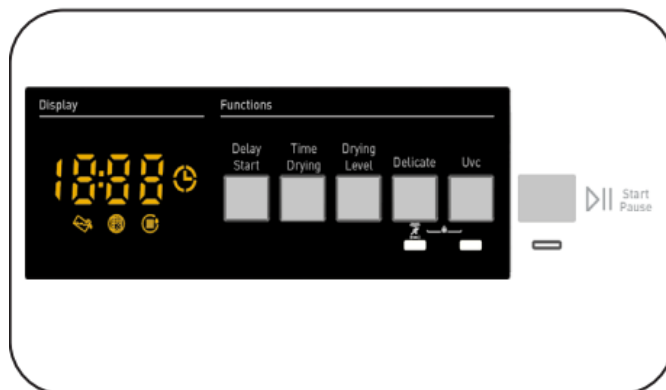 Display
Functions
Delay
Start
Time
Drying
Drying
Level
Delicate
Uvc
18:88
Start
Pause